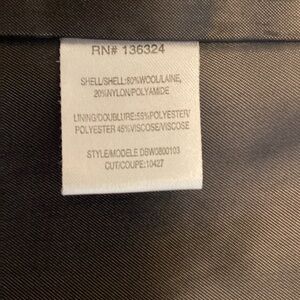 RN# 136324
SHELL/SHELL:80%WOOL/LAINE,
20%NYLON/POLYAMIDE
LINING/DOUBLURE:55%POLYESTER/
POLYESTER 45%VISCOSE/VISCOSE
STYLE/MODELE DBW0800103
CUT/COUPE:10427